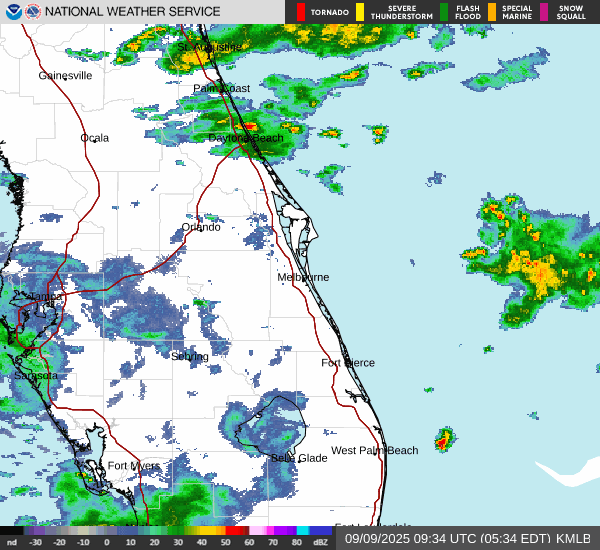 NATIONAL WEATHER SERVICE
TORNADO
SEVERE THUNDERSTORM
FLASH FLOOD
SPECIAL MARINE
SNOW SQUALL
St. Augustine
Gainesville
Palm Coast
Ocala
Daytona Beach
Orlando
Melbourne
Tampa
Sebring
Fort Pierce
Sarasota
West Palm Beach
Belle Glade
Fort Myers
Fort Lauderdale
nd -30 -20 -10 0 10 20 30 40 50 60 70 80 dBZ
09/09/2025 09:34 UTC (05:34 EDT) KMLB